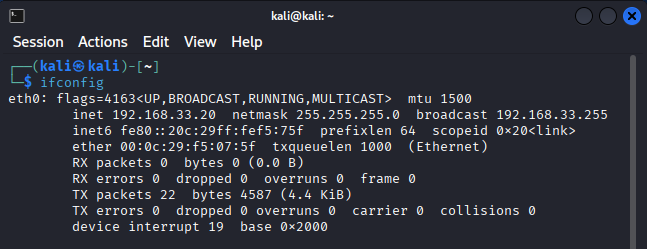 kali@kali: ~
Session Actions Edit View Help
┌──(kali㉿kali)-[~]
└─$ ifconfig
eth0: flags=4163<UP,BROADCAST,RUNNING,MULTICAST>  mtu 1500
        inet 192.168.33.20  netmask 255.255.255.0  broadcast 192.168.33.255
        inet6 fe80::20c:29ff:fef5:75f  prefixlen 64  scopeid 0x20<link>
        ether 00:0c:29:f5:07:5f  txqueuelen 1000  (Ethernet)
        RX packets 0  bytes 0 (0.0 B)
        RX errors 0  dropped 0  overruns 0  frame 0
        TX packets 22  bytes 4587 (4.4 KiB)
        TX errors 0  dropped 0 overruns 0  carrier 0  collisions 0
        device interrupt 19  base 0x2000